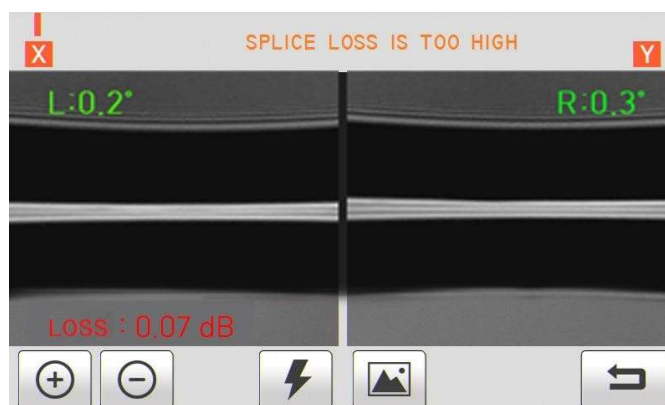 SPLICE LOSS IS TOO HIGH
X
Y
L:0.2°
R:0.3°
LOSS : 0.07 dB